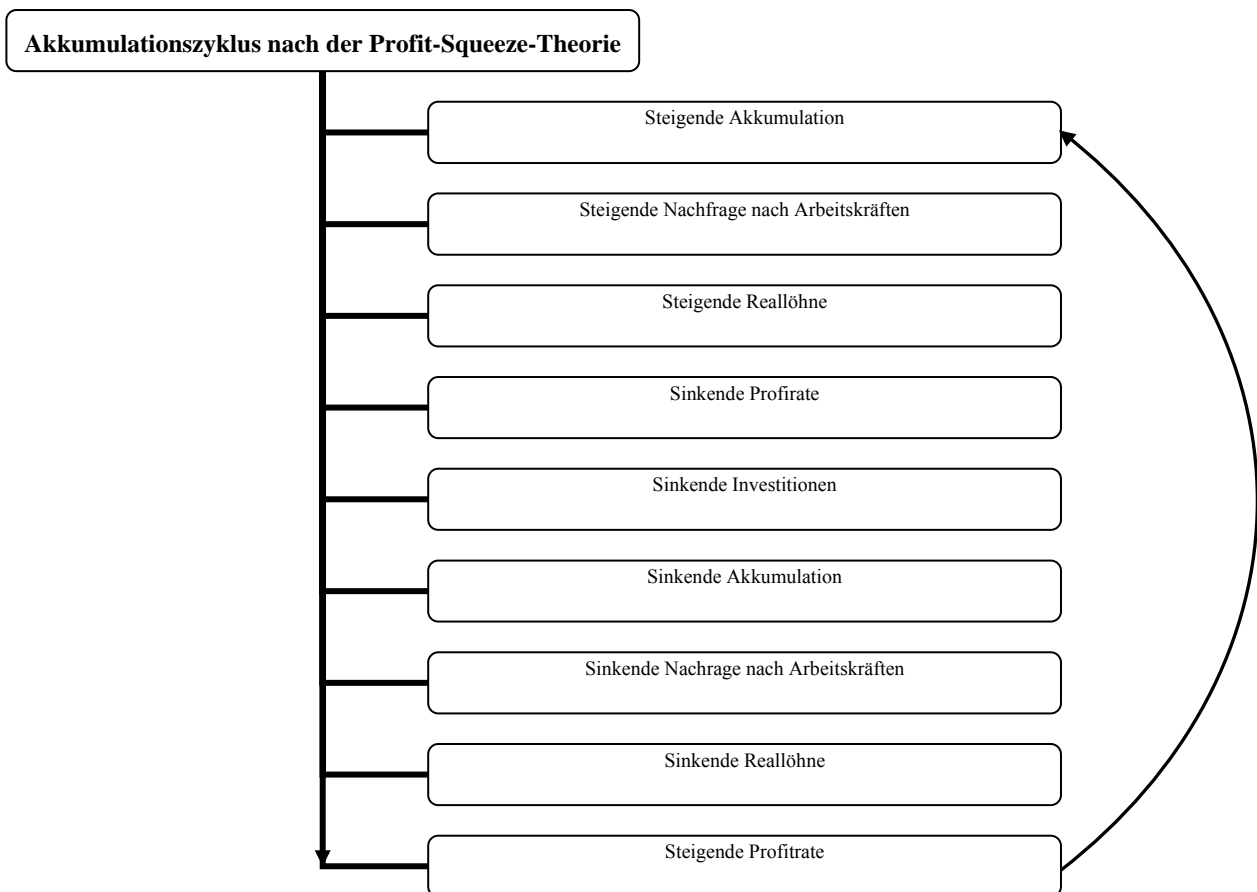 Akkumulationszyklus nach der Profit-Squeeze-Theorie
Steigende Akkumulation
Steigende Nachfrage nach Arbeitskräften
Steigende Reallöhne
Sinkende Profirate
Sinkende Investitionen
Sinkende Akkumulation
Sinkende Nachrage nach Arbeitskräften
Sinkende Reallöhne
Steigende Profitrate